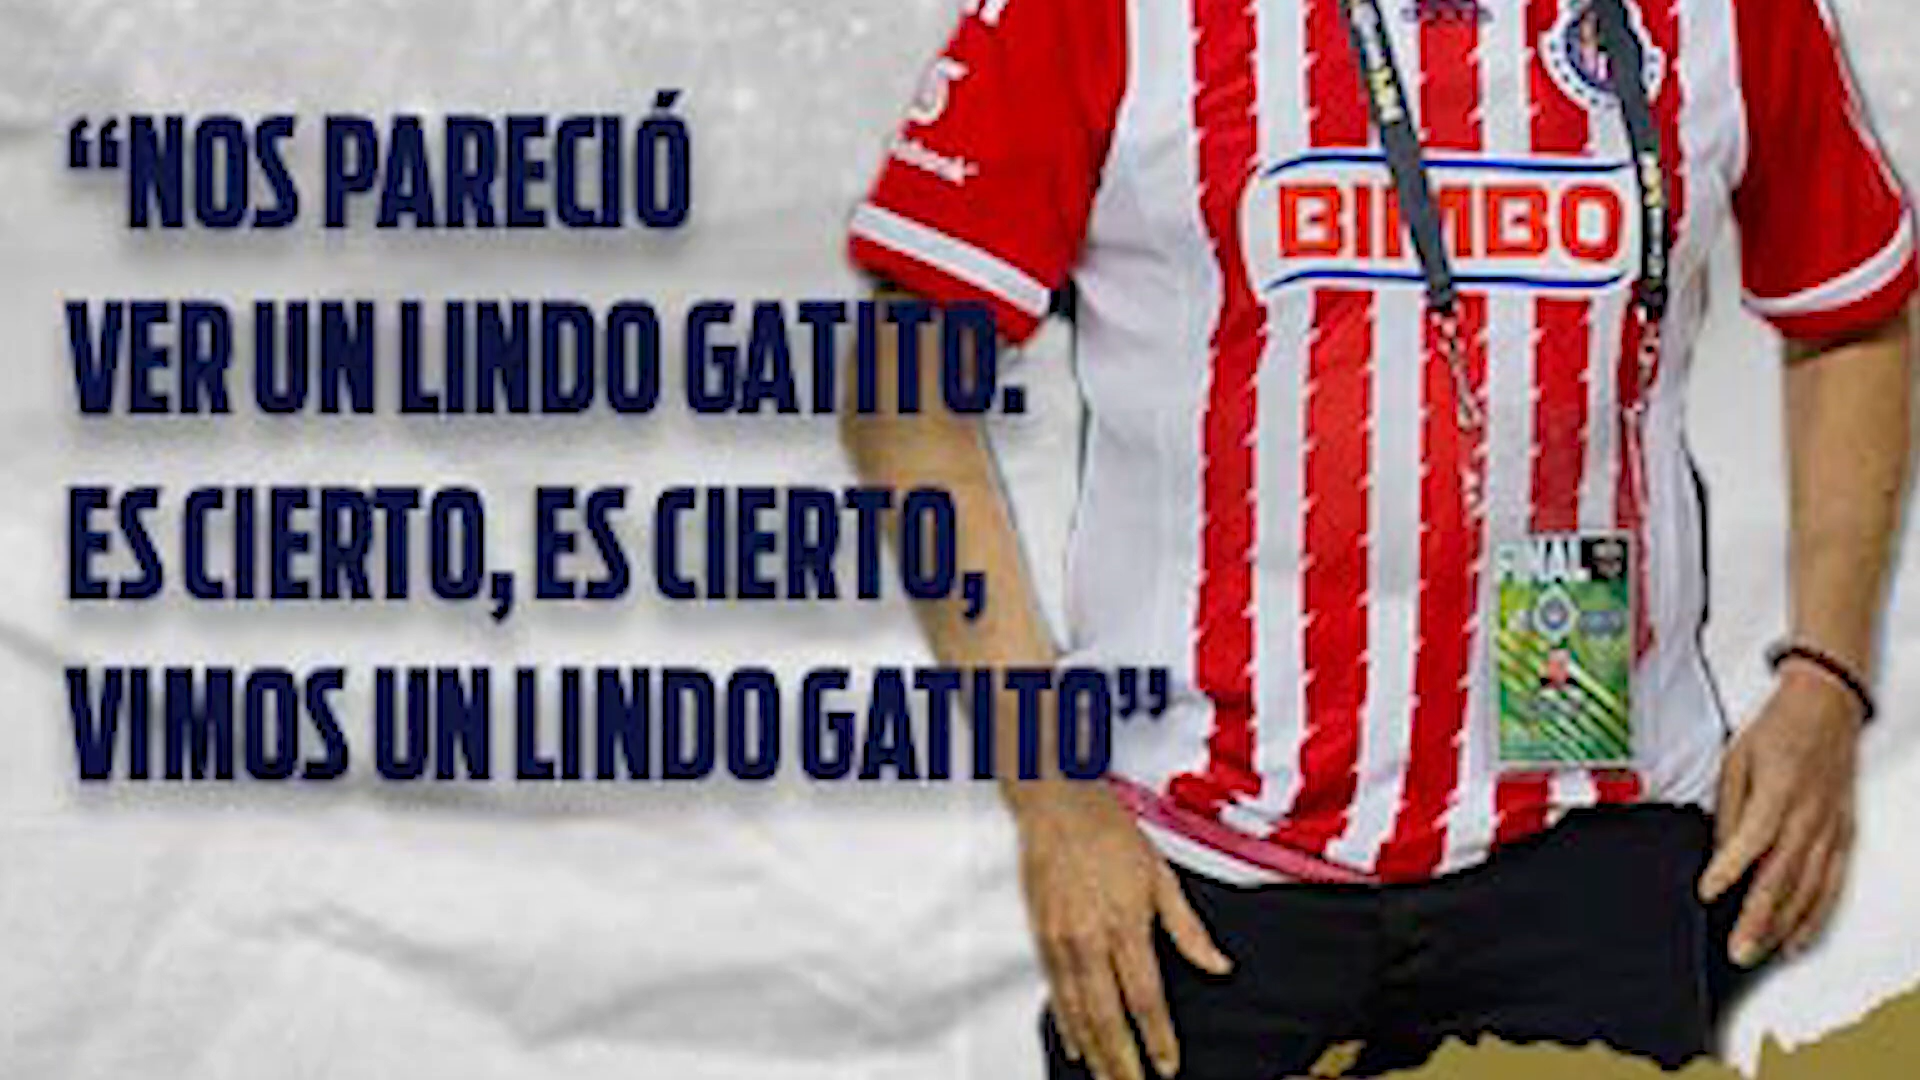 “NOS PARECIÓ
VER UN LINDO GATITO.
ES CIERTO, ES CIERTO,
VIMOS UN LINDO GATITO”
BIMBO
FINAL